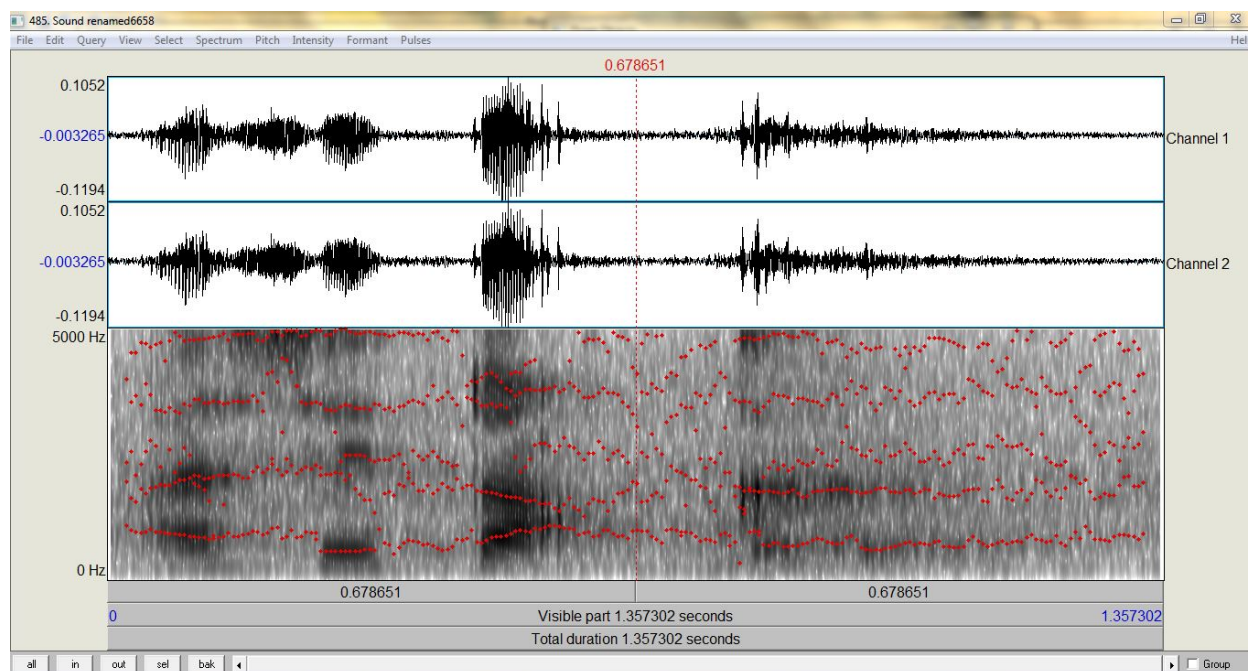 485. Sound renamed6658
File Edit Query View Select Spectrum Pitch Intensity Formant Pulses Hel
0.678651
0.1052
-0.003265
Channel 1
-0.1194
0.1052
-0.003265
Channel 2
-0.1194
5000 Hz
0 Hz
0.678651 0.678651
0 Visible part 1.357302 seconds 1.357302
Total duration 1.357302 seconds
all in out sel bak Group